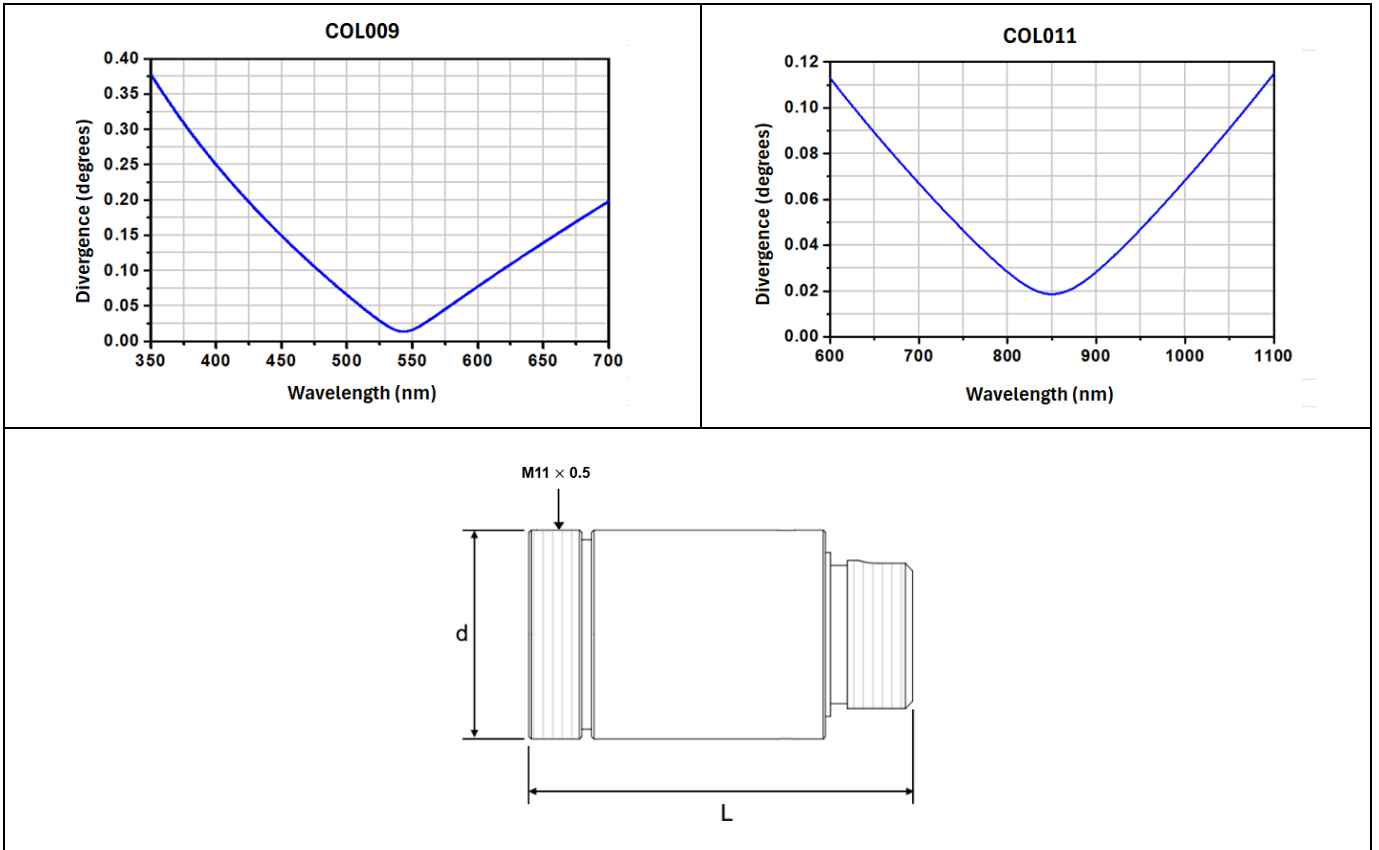 COL009
0.40
0.35
0.30
0.25
0.20
0.15
0.10
0.05
0.00
Divergence (degrees)
350 400 450 500 550 600 650 700
Wavelength (nm)
COL011
0.12
0.10
0.08
0.06
0.04
0.02
0.00
Divergence (degrees)
600 700 800 900 1000 1100
Wavelength (nm)
M11 × 0.5
d
L